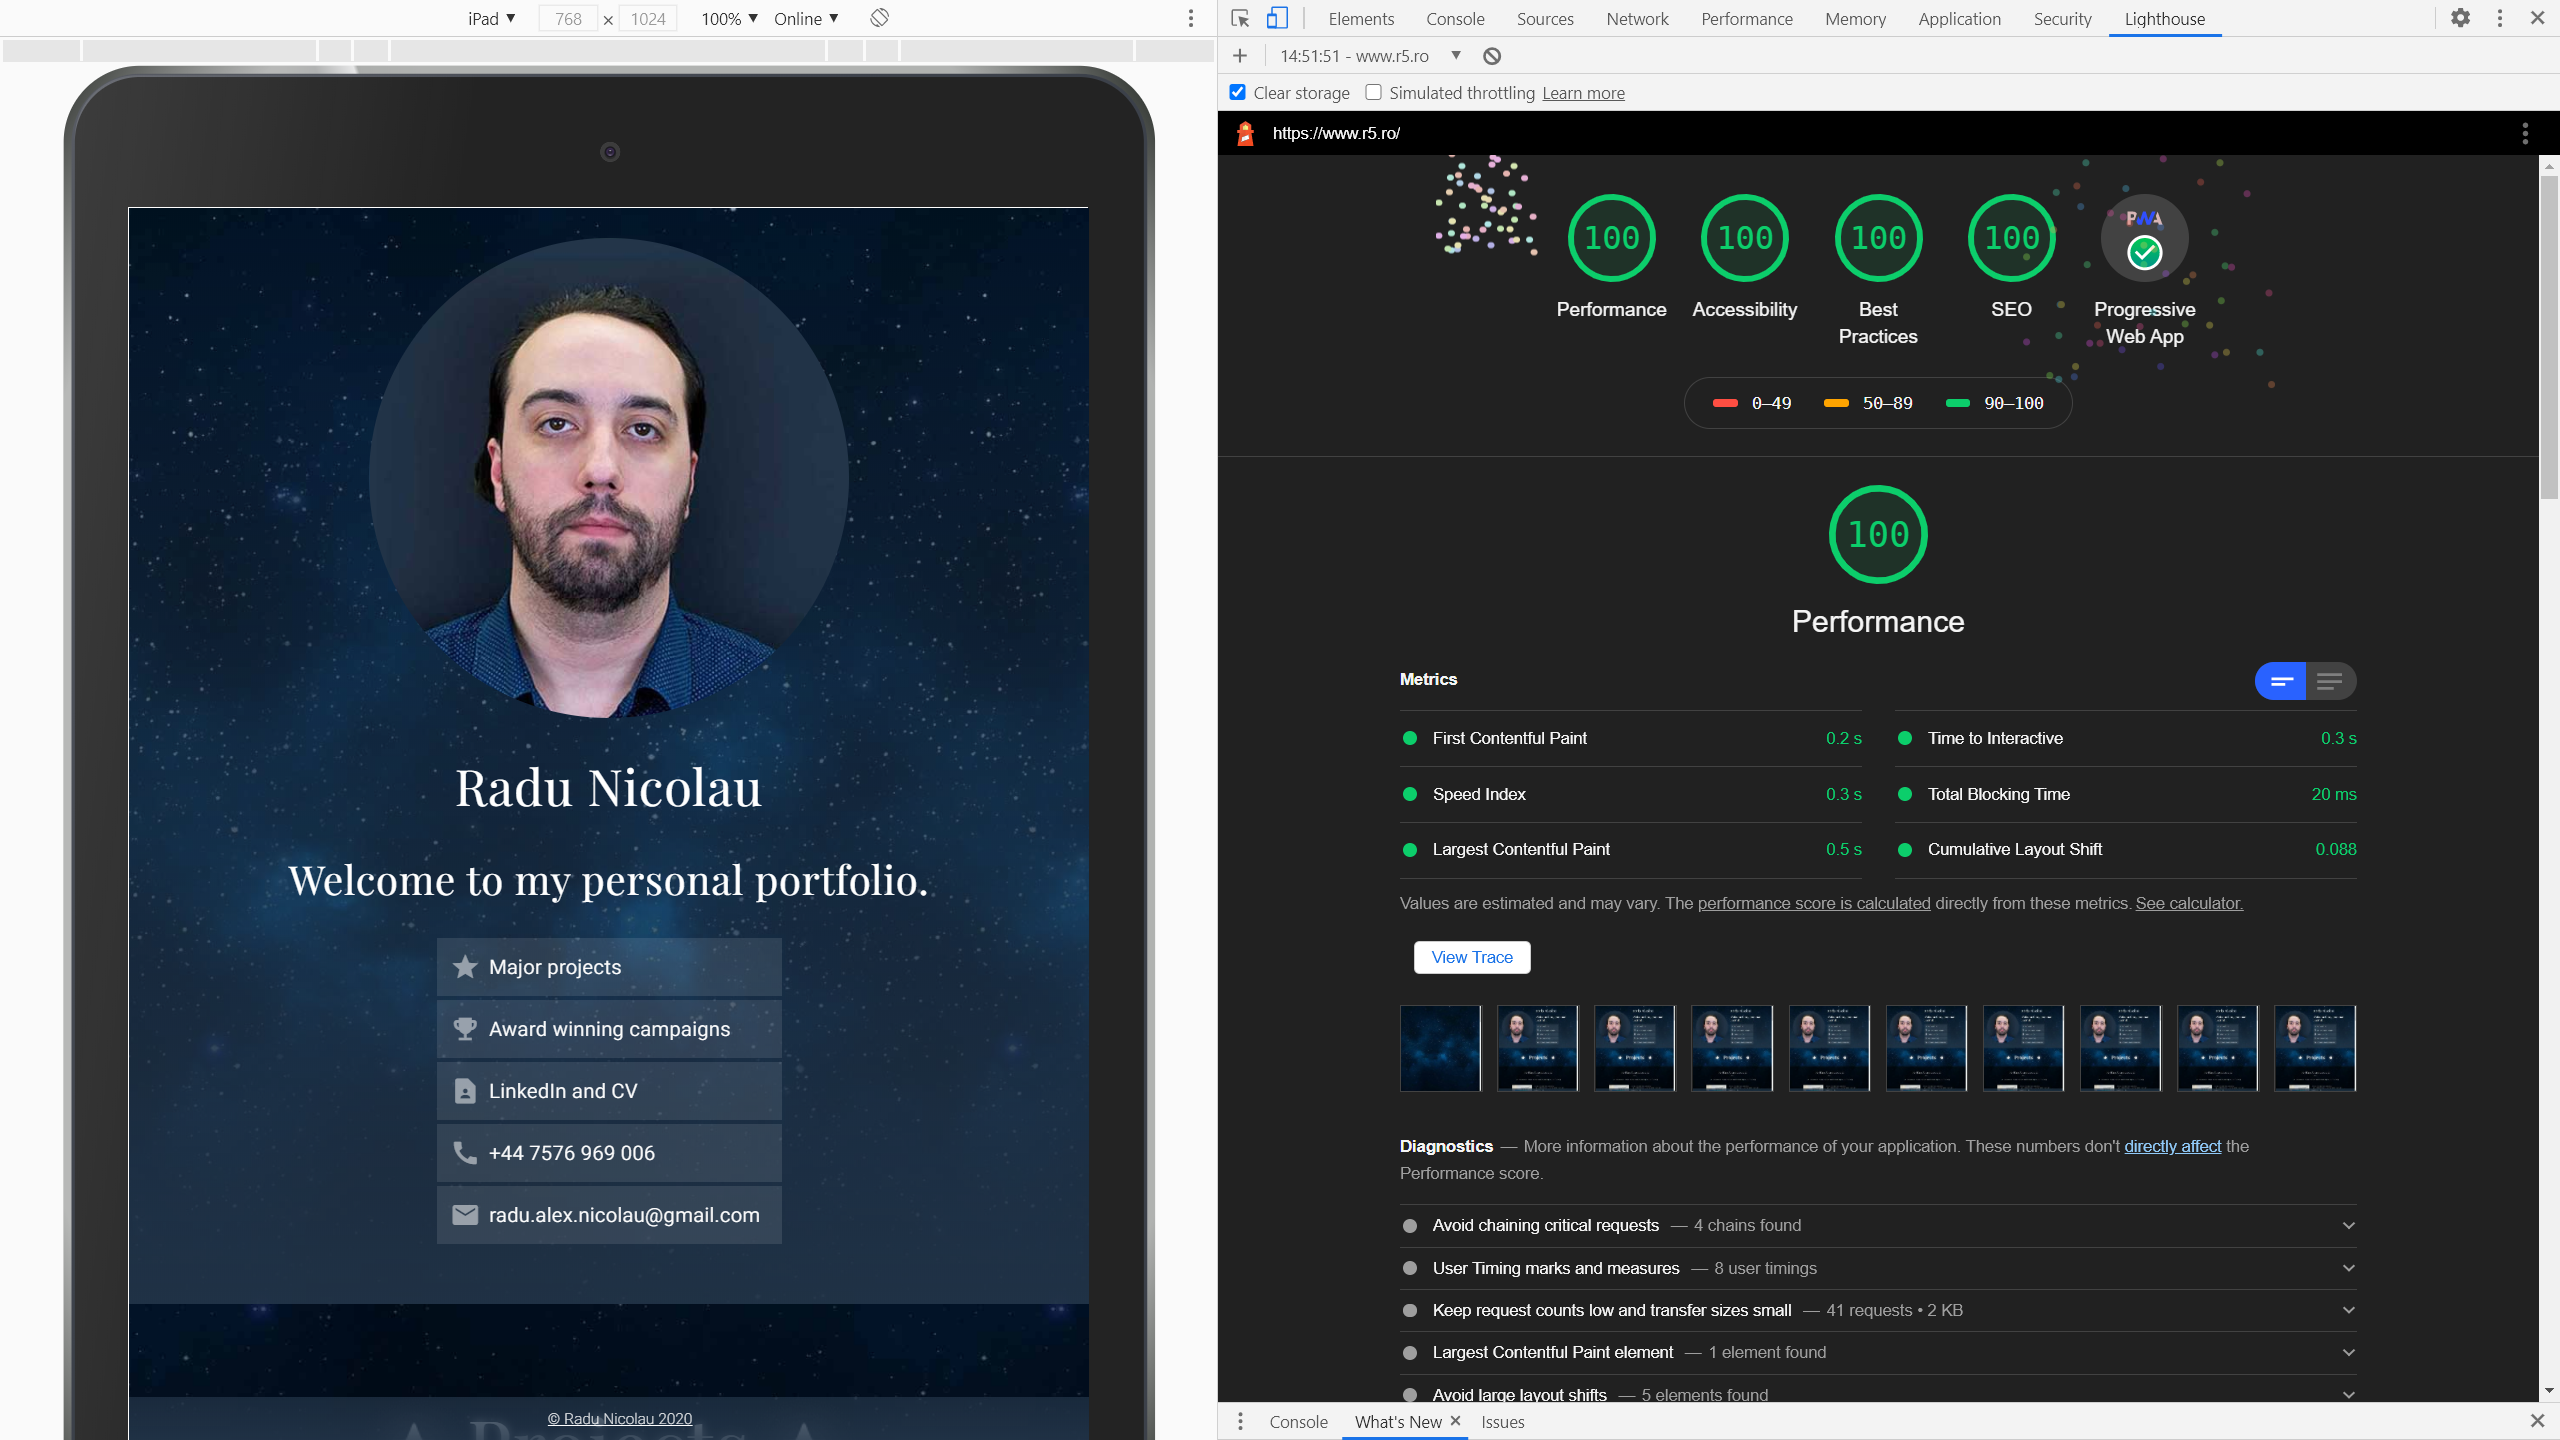 iPad ▼ 768 × 1024 100% ▼ Online ▼
Elements Console Sources Network Performance Memory Application Security Lighthouse
14:51:51 - www.r5.ro ▼
Clear storage Simulated throttling Learn more
https://www.r5.ro/
100 100 100 100 PWA
Performance Accessibility Best Practices SEO Progressive Web App
0–49 50–89 90–100
100
Performance
Metrics
First Contentful Paint 0.2 s
Time to Interactive 0.3 s
Speed Index 0.3 s
Total Blocking Time 20 ms
Largest Contentful Paint 0.5 s
Cumulative Layout Shift 0.088
Values are estimated and may vary. The performance score is calculated directly from these metrics. See calculator.
View Trace
Diagnostics — More information about the performance of your application. These numbers don't directly affect the
Performance score.
Avoid chaining critical requests — 4 chains found
User Timing marks and measures — 8 user timings
Keep request counts low and transfer sizes small — 41 requests • 2 KB
Largest Contentful Paint element — 1 element found
Avoid large layout shifts — 5 elements found
Console What's New Issues
Radu Nicolau
Welcome to my personal portfolio.
Major projects
Award winning campaigns
LinkedIn and CV
+44 7576 969 006
radu.alex.nicolau@gmail.com
© Radu Nicolau 2020
Projects